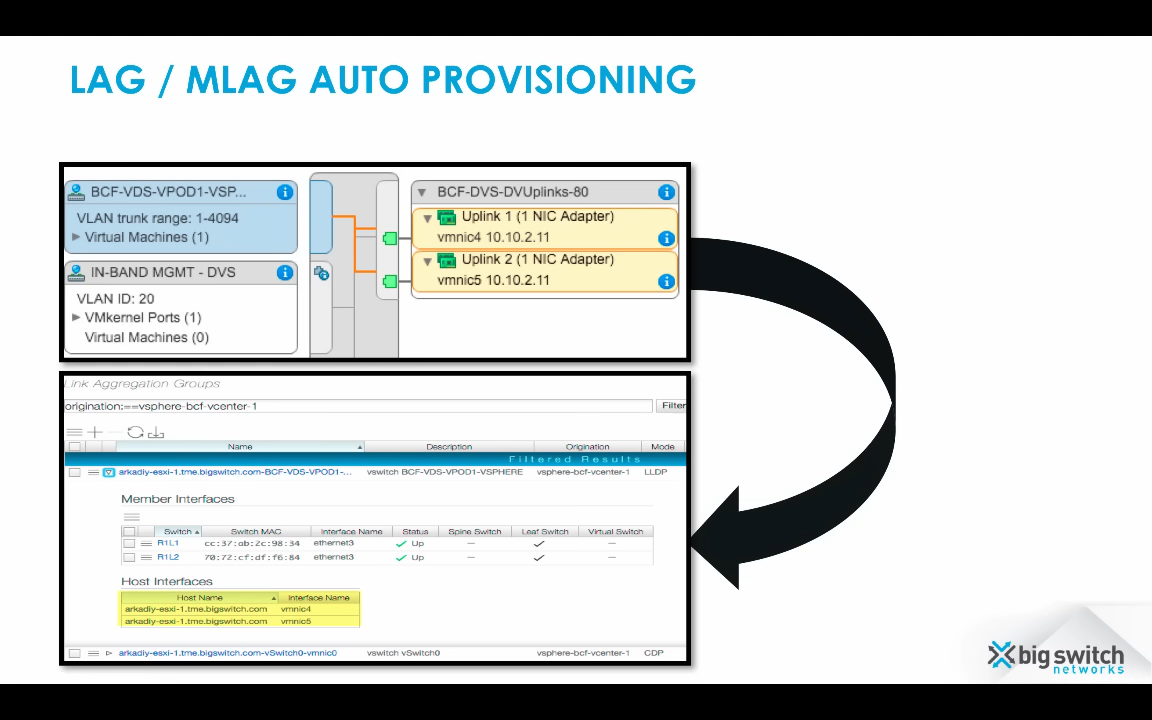 LAG / MLAG AUTO PROVISIONING
BCF-VDS-VPOD1-VSP...
VLAN trunk range: 1-4094
Virtual Machines (1)
IN-BAND MGMT - DVS
VLAN ID: 20
VMkernel Ports (1)
Virtual Machines (0)
BCF-DVS-DVUplinks-80
Uplink 1 (1 NIC Adapter)
vmnic4 10.10.2.11
Uplink 2 (1 NIC Adapter)
vmnic5 10.10.2.11
Link Aggregation Groups
origination:==vsphere-bcf-vcenter-1 Filter
Name Description Origination Mode
Filtered Results
arkadiy-esxi-1.tme.bigswitch.com-BCF-VDS-VPOD1-... vswitch BCF-VDS-VPOD1-VSPHERE vsphere-bcf-vcenter-1 LLDP
Member Interfaces
Switch Switch MAC Interface Name Status Spine Switch Leaf Switch Virtual Switch
R1L1 cc:37:ab:2c:98:34 ethernet3 ✓ Up — ✓ —
R1L2 70:72:cf:df:f6:84 ethernet3 ✓ Up — ✓ —
Host Interfaces
Host Name Interface Name
arkadiy-esxi-1.tme.bigswitch.com vmnic4
arkadiy-esxi-1.tme.bigswitch.com vmnic5
arkadiy-esxi-1.tme.bigswitch.com-vSwitch0-vmnic0 vswitch vSwitch0 vsphere-bcf-vcenter-1 CDP
big switch
networks